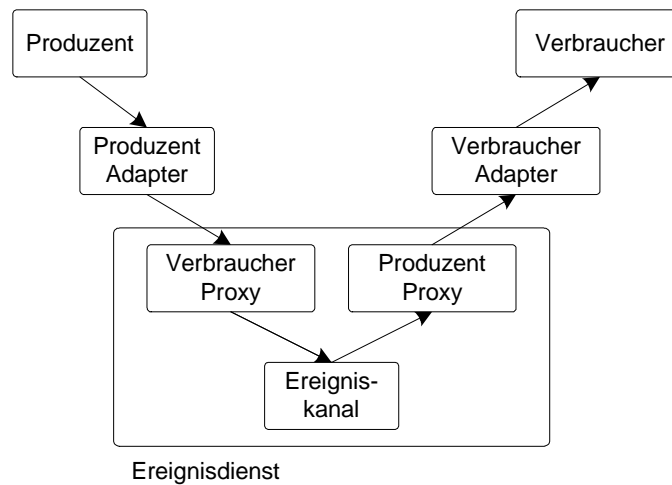 Produzent
Verbraucher
Produzent
Adapter
Verbraucher
Adapter
Verbraucher
Proxy
Produzent
Proxy
Ereignis-
kanal
Ereignisdienst